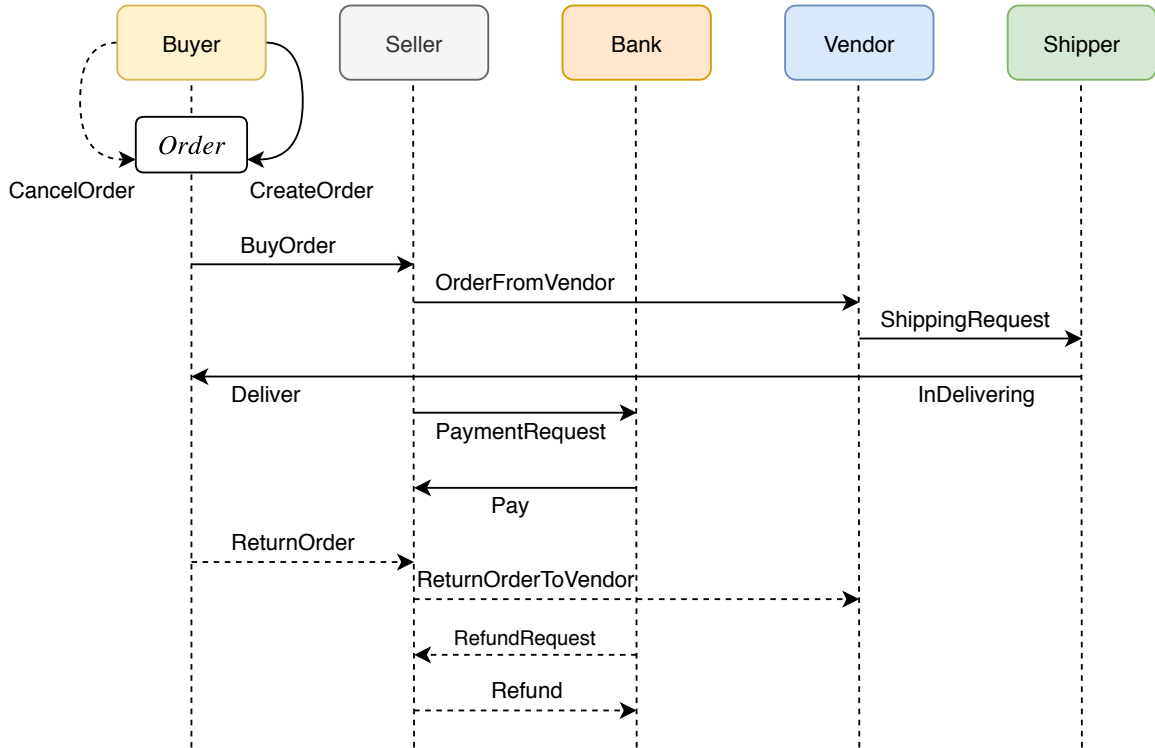 Buyer
Seller
Bank
Vendor
Shipper
Order
CancelOrder
CreateOrder
BuyOrder
OrderFromVendor
ShippingRequest
Deliver
InDelivering
PaymentRequest
Pay
ReturnOrder
ReturnOrderToVendor
RefundRequest
Refund